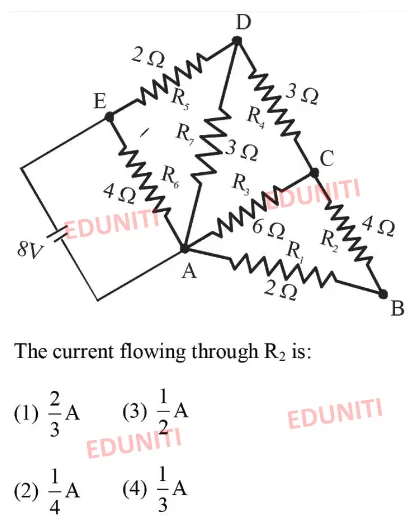 D
2 Ω
R₅
E
3 Ω
R₄
R₇
3 Ω
C
R₆
R₃
4 Ω
EDUNITI
EDUNITI
6 Ω
4 Ω
8V
R₁
R₂
A
2 Ω
B
The current flowing through R₂ is:
(1) 2/3 A (3) 1/2 A
EDUNITI
EDUNITI
(2) 1/4 A (4) 1/3 A